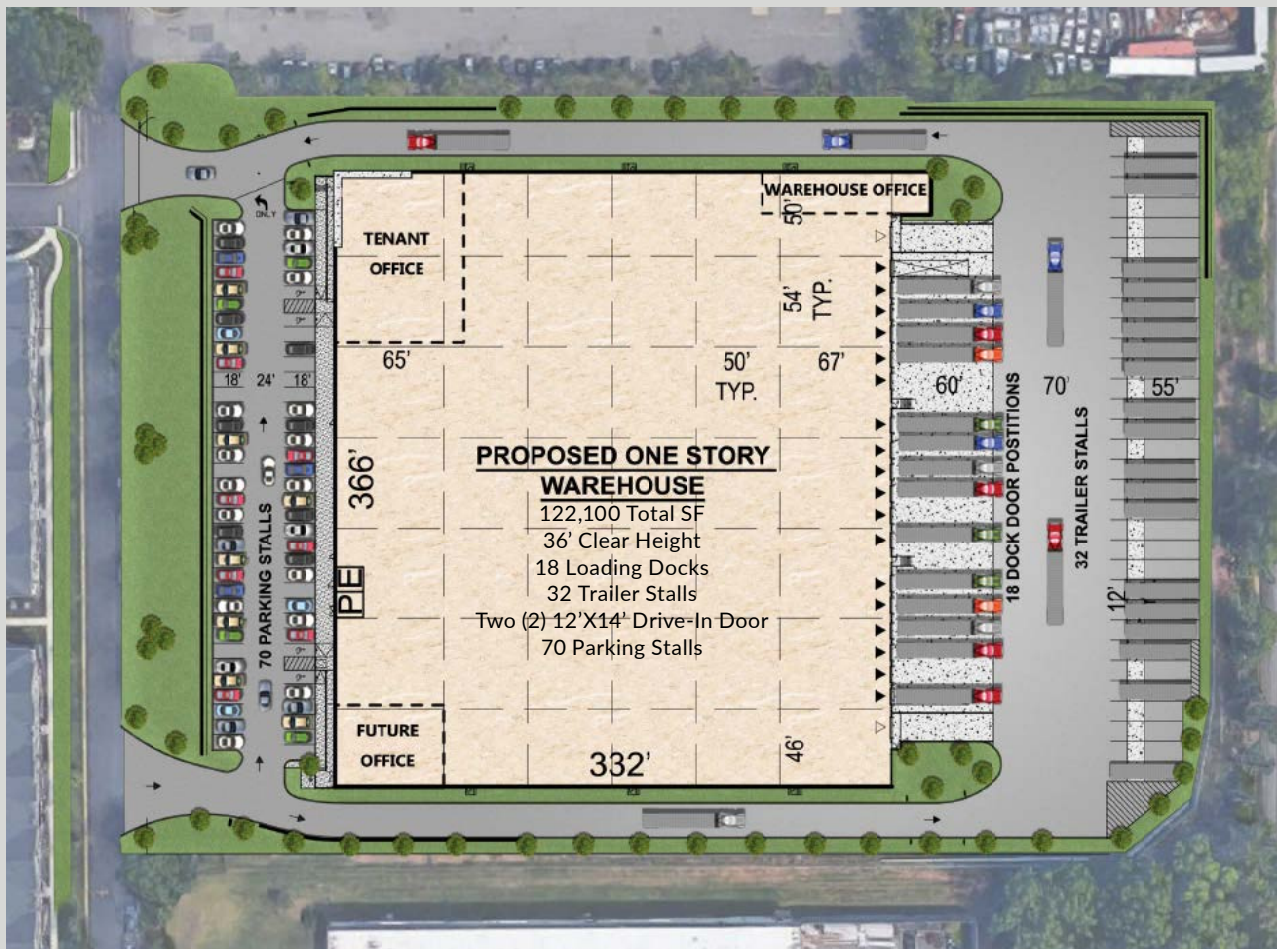 WAREHOUSE OFFICE
50'
ONLY
TENANT
OFFICE
54'
TYP.
65'
50'
TYP.
67'
18'
24'
18'
60'
70'
55'
18 DOCK DOOR POSTITIONS
32 TRAILER STALLS
12'
366'
PROPOSED ONE STORY
WAREHOUSE
122,100 Total SF
36' Clear Height
18 Loading Docks
32 Trailer Stalls
Two (2) 12'X14' Drive-In Door
70 Parking Stalls
PE
70 PARKING STALLS
FUTURE
OFFICE
332'
46'